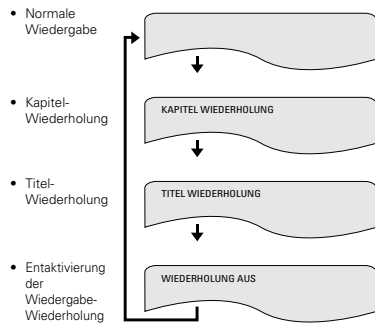 • Normale
Wiedergabe
• Kapitel-
Wiederholung
KAPITEL WIEDERHOLUNG
• Titel-
Wiederholung
TITEL WIEDERHOLUNG
• Entaktivierung
der
Wiedergabe-
Wiederholung
WIEDERHOLUNG AUS